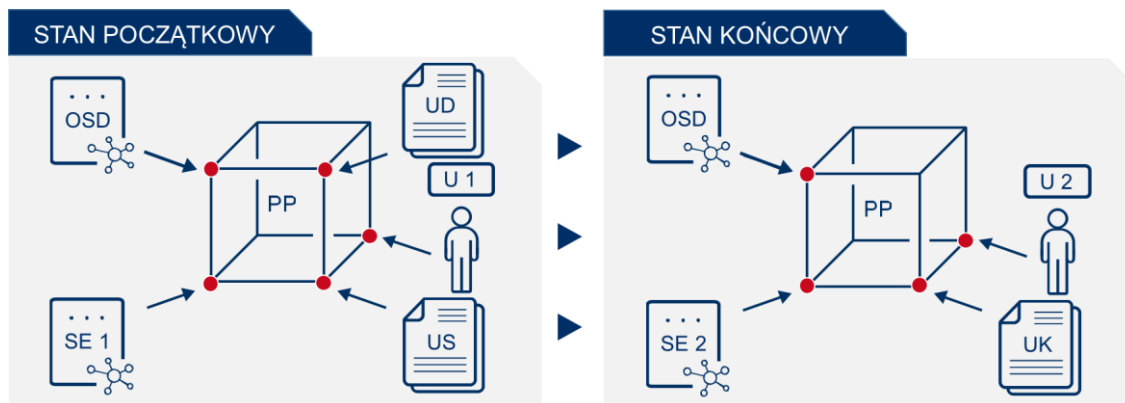 STAN POCZĄTKOWY
OSD
UD
U 1
PP
SE 1
US
STAN KOŃCOWY
OSD
U 2
PP
SE 2
UK